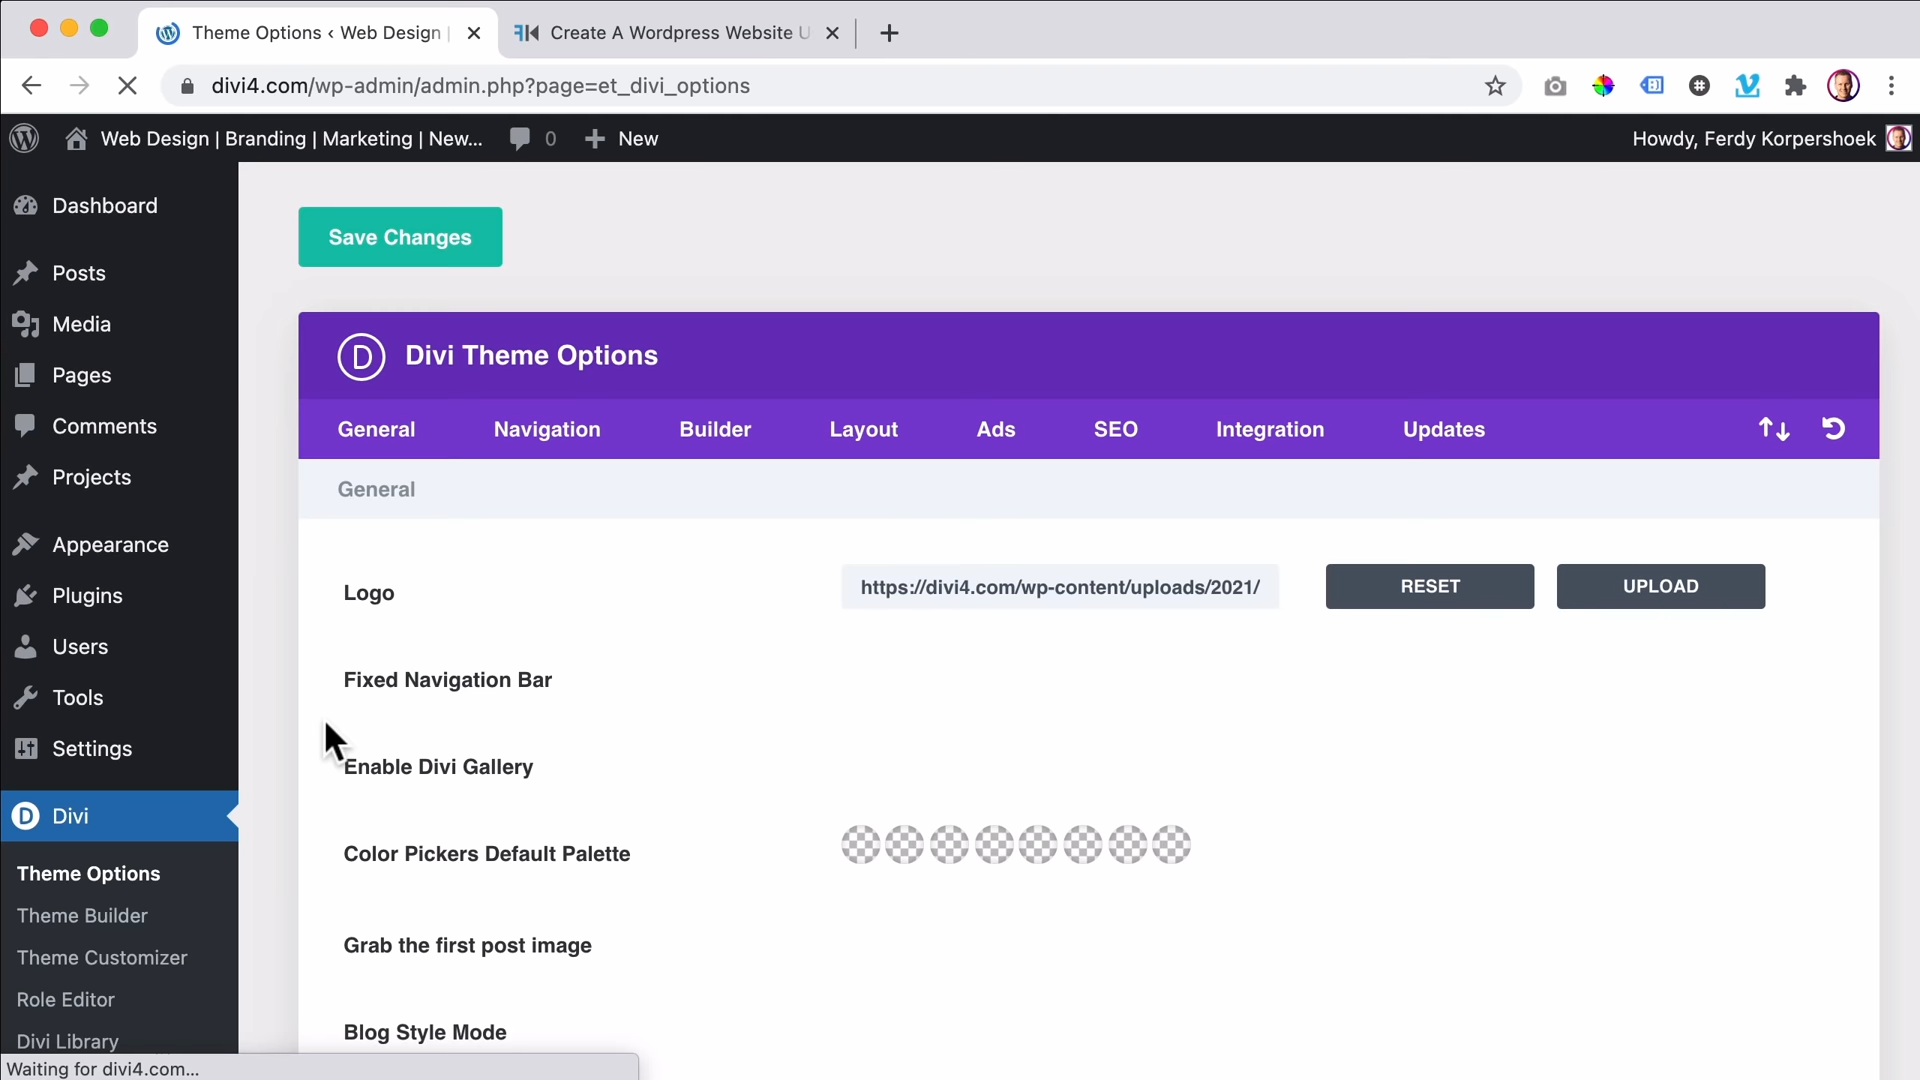 Theme Options ‹ Web Design |
Create A Wordpress Website U
divi4.com/wp-admin/admin.php?page=et_divi_options
Web Design | Branding | Marketing | New...
0
New
Howdy, Ferdy Korpershoek
Dashboard
Posts
Media
Pages
Comments
Projects
Appearance
Plugins
Users
Tools
Settings
Divi
Theme Options
Theme Builder
Theme Customizer
Role Editor
Divi Library
Waiting for divi4.com...
Save Changes
D Divi Theme Options
General Navigation Builder Layout Ads SEO Integration Updates
General
Logo
https://divi4.com/wp-content/uploads/2021/
RESET
UPLOAD
Fixed Navigation Bar
Enable Divi Gallery
Color Pickers Default Palette
Grab the first post image
Blog Style Mode